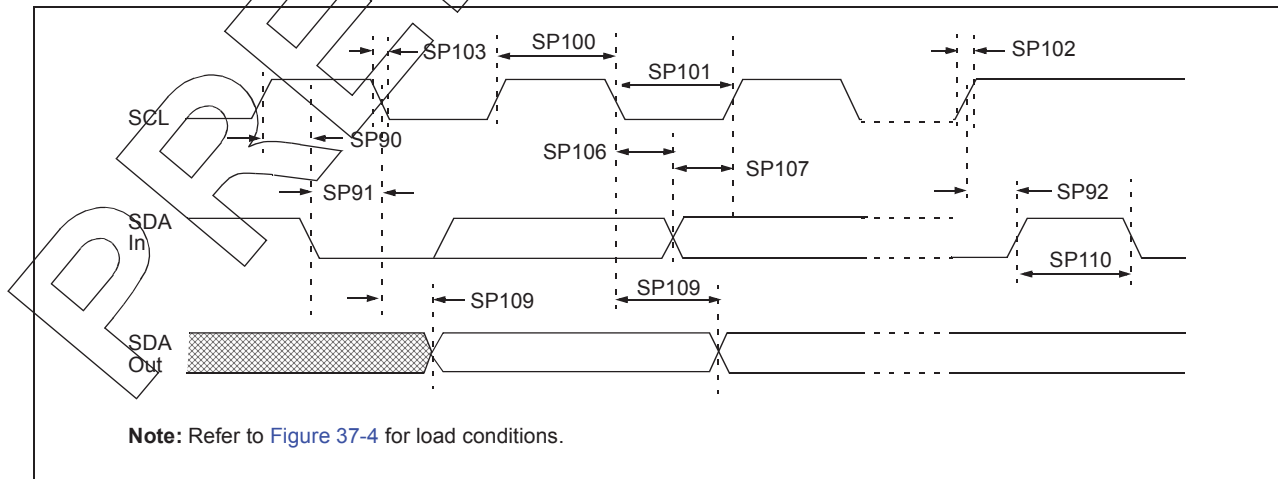 SP103
SP100
SP101
SP102
SCL
SP90
SP106
SP107
SP91
SP92
SDA
In
SP110
SP109
SP109
SDA
Out
Note: Refer to Figure 37-4 for load conditions.
PRE